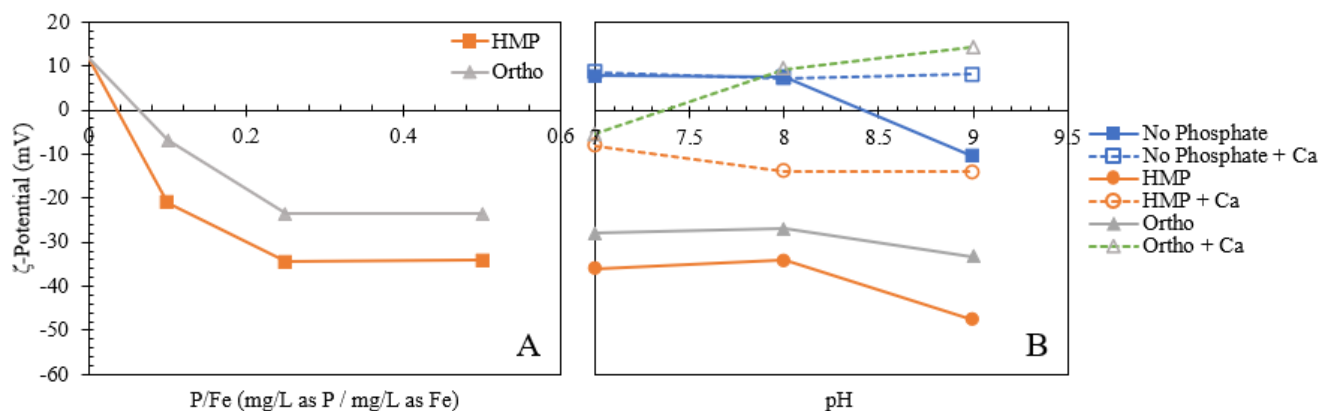 20
10
0
-10
-20
-30
-40
-50
-60
ζ-Potential (mV)
0
0.2
0.4
0.6
HMP
Ortho
A
P/Fe (mg/L as P / mg/L as Fe)
7
7.5
8
8.5
9
9.5
B
pH
No Phosphate
No Phosphate + Ca
HMP
HMP + Ca
Ortho
Ortho + Ca